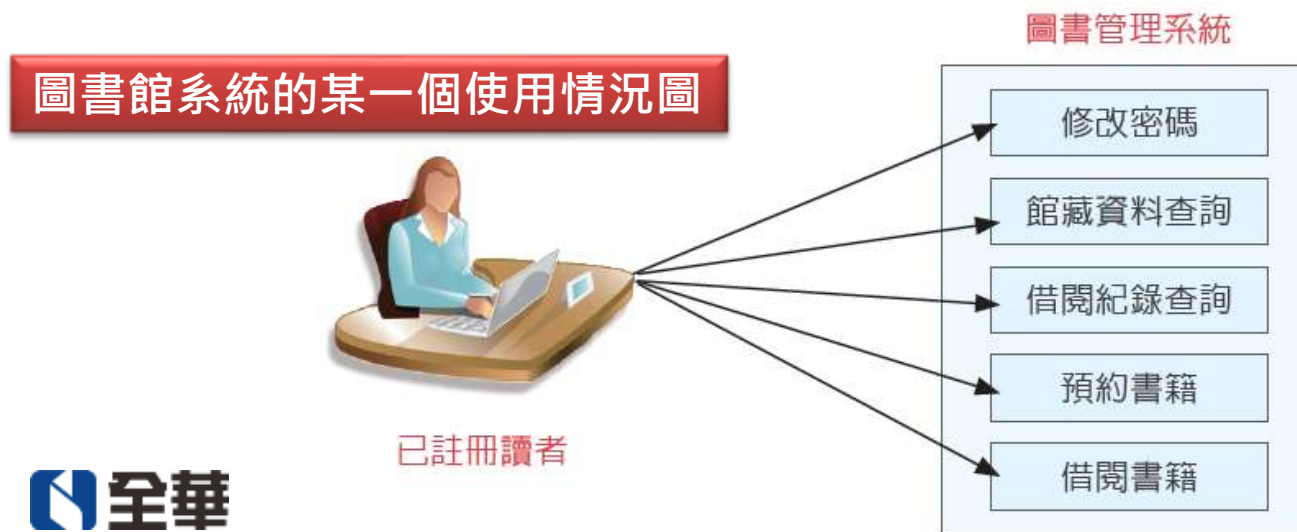 圖書管理系統
圖書館系統的某一個使用情況圖
修改密碼
館藏資料查詢
借閱紀錄查詢
預約書籍
借閱書籍
已註冊讀者
全華